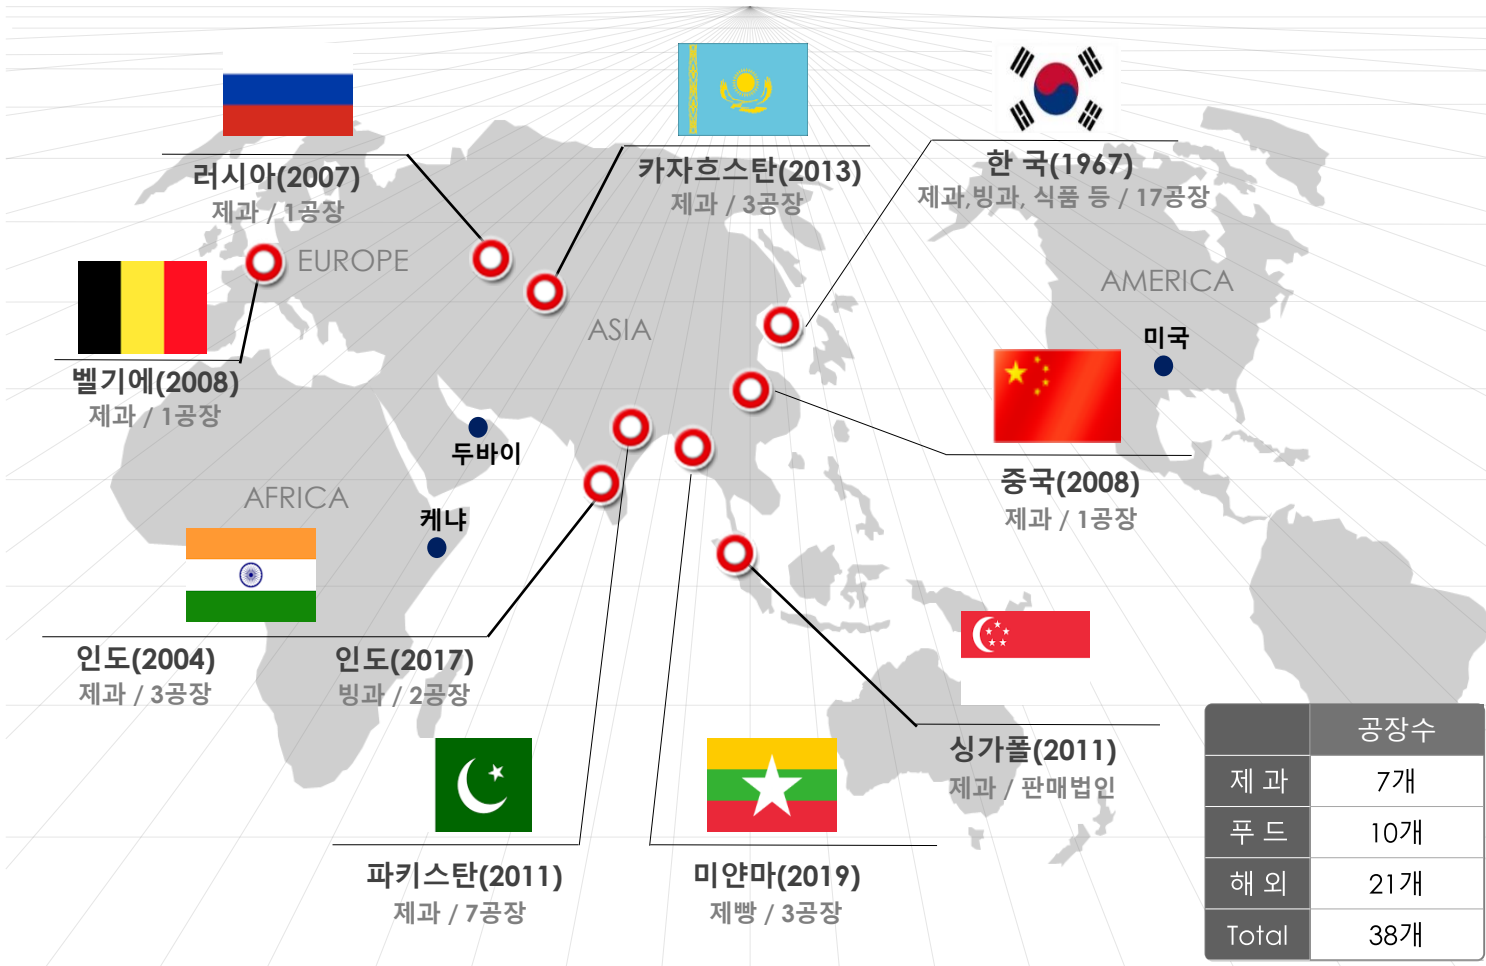 러시아(2007)
제과 / 1공장
카자흐스탄(2013)
제과 / 3공장
한 국(1967)
제과,빙과, 식품 등 / 17공장
EUROPE
AMERICA
ASIA
미국
벨기에(2008)
제과 / 1공장
두바이
중국(2008)
제과 / 1공장
AFRICA
케냐
인도(2004)
제과 / 3공장
인도(2017)
빙과 / 2공장
싱가폴(2011)
제과 / 판매법인
파키스탄(2011)
제과 / 7공장
미얀마(2019)
제빵 / 3공장
공장수
제 과 7개
푸 드 10개
해 외 21개
Total 38개